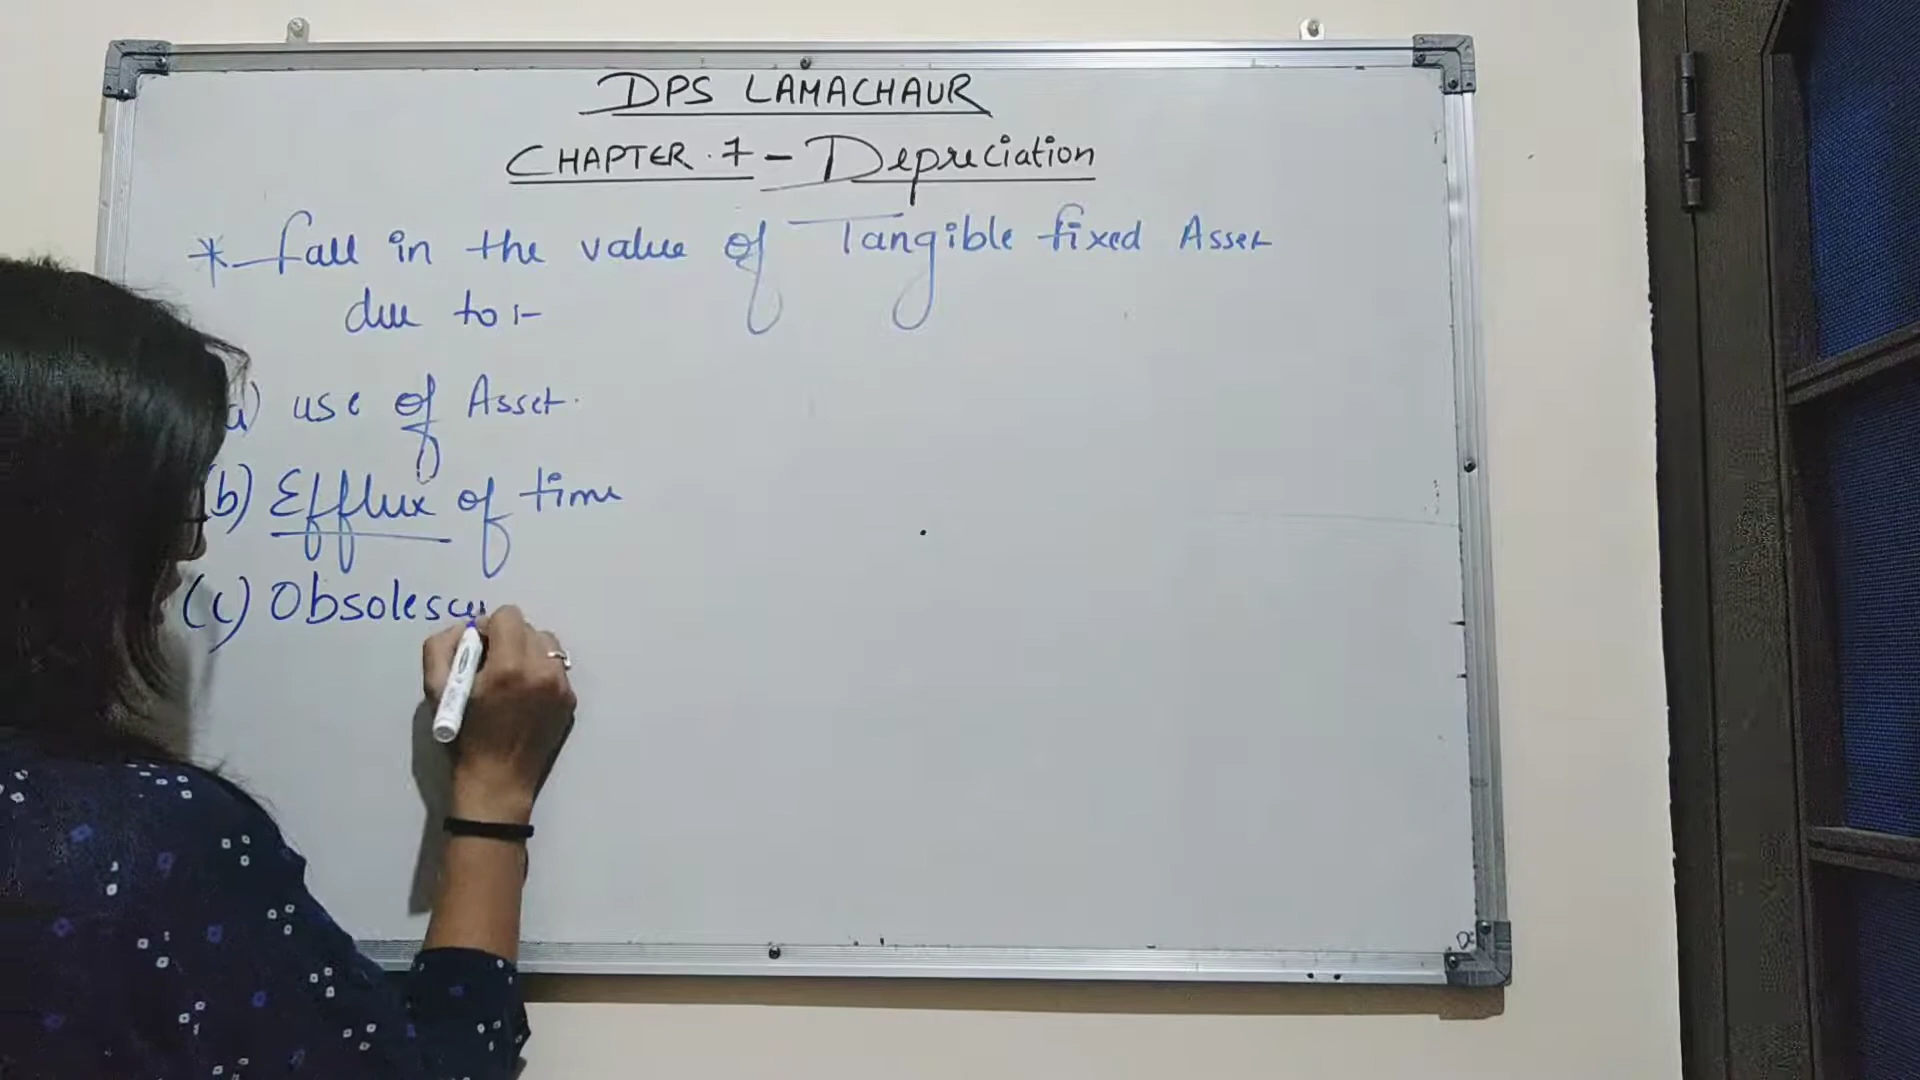 DPS LAMACHAUR
CHAPTER.7 - Depreciation
* fall in the value of Tangible fixed Asset
due to :-
a) use of Asset.
(b) Efflux of time
(c) Obsolesce